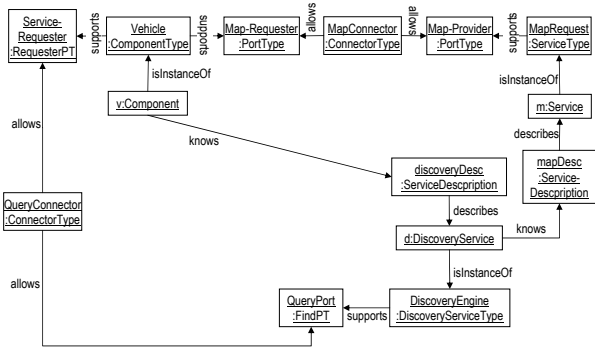 Service-
Requester:
:RequesterPT
supports
Vehicle
:ComponentType
supports
Map-Requester
:PortType
allows
MapConnector
:ConnectorType
allows
Map-Provider
:PortType
supports
MapRequest
:ServiceType
isInstanceOf
isInstanceOf
v:Component
m:Service
allows
knows
describes
discoveryDesc
:ServiceDescpription
mapDesc
:Service-
Descpription
QueryConnector
:ConnectorType
describes
d:DiscoveryService
knows
allows
isInstanceOf
QueryPort
:FindPT
supports
DiscoveryEngine
:DiscoveryServiceType